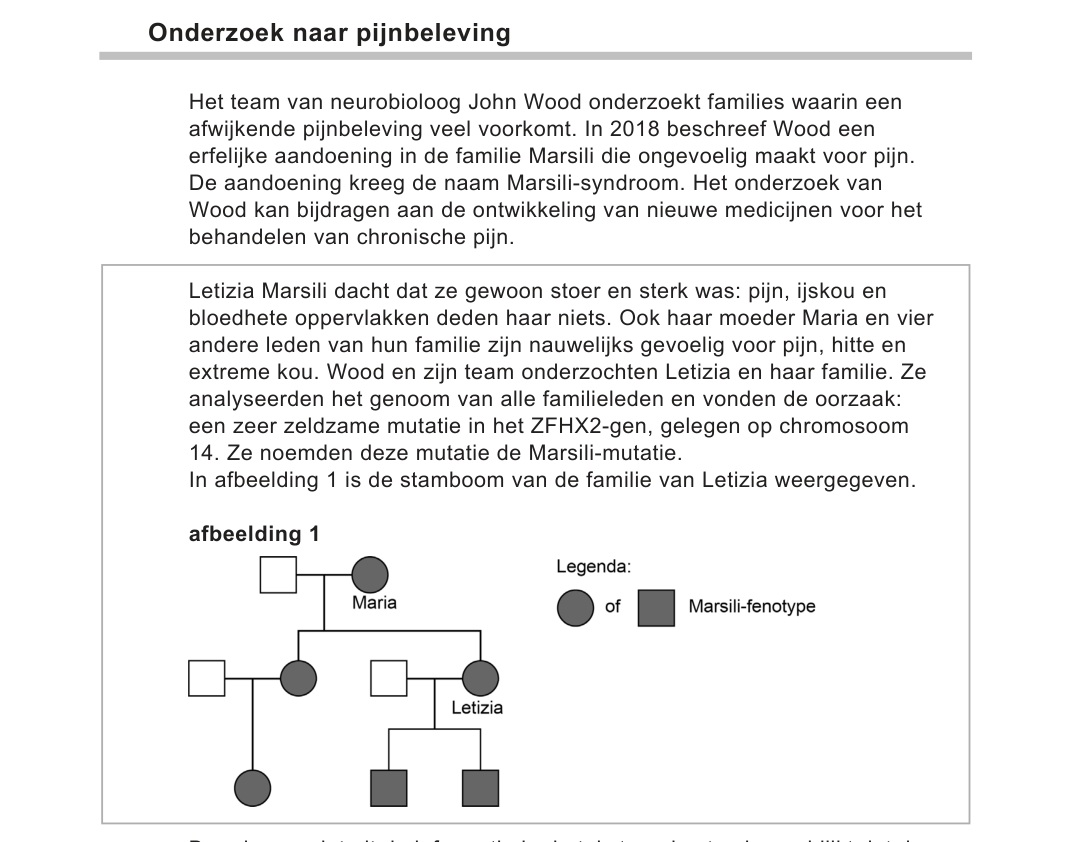 Onderzoek naar pijnbeleving
Het team van neurobioloog John Wood onderzoekt families waarin een
afwijkende pijnbeleving veel voorkomt. In 2018 beschreef Wood een
erfelijke aandoening in de familie Marsili die ongevoelig maakt voor pijn.
De aandoening kreeg de naam Marsili-syndroom. Het onderzoek van
Wood kan bijdragen aan de ontwikkeling van nieuwe medicijnen voor het
behandelen van chronische pijn.
Letizia Marsili dacht dat ze gewoon stoer en sterk was: pijn, ijskou en
bloedhete oppervlakken deden haar niets. Ook haar moeder Maria en vier
andere leden van hun familie zijn nauwelijks gevoelig voor pijn, hitte en
extreme kou. Wood en zijn team onderzochten Letizia en haar familie. Ze
analyseerden het genoom van alle familieleden en vonden de oorzaak:
een zeer zeldzame mutatie in het ZFHX2-gen, gelegen op chromosoom
14. Ze noemden deze mutatie de Marsili-mutatie.
In afbeelding 1 is de stamboom van de familie van Letizia weergegeven.
afbeelding 1
Maria
Letizia
Legenda:
of Marsili-fenotype